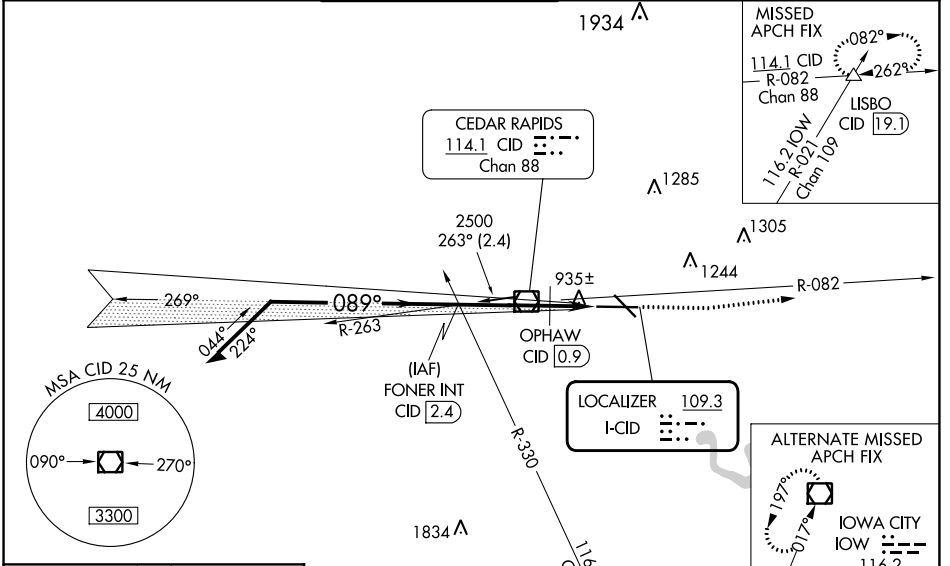 1934
MISSED
APCH FIX
114.1 CID
R-082
Chan 88
082°
262°
LISBO
CID 19.1
116.2 IOW
R-021
Chan 109
CEDAR RAPIDS
114.1 CID
Chan 88
1285
1305
1244
2500
263° (2.4)
935±
R-082
269°
089°
R-263
044°
224°
OPHAW
CID 0.9
(IAF)
FONER INT
CID 2.4
LOCALIZER 109.3
I-CID
R-330
MSA CID 25 NM
4000
090°
270°
3300
1834
ALTERNATE MISSED
APCH FIX
197°
017°
IOWA CITY
IOW
116.2